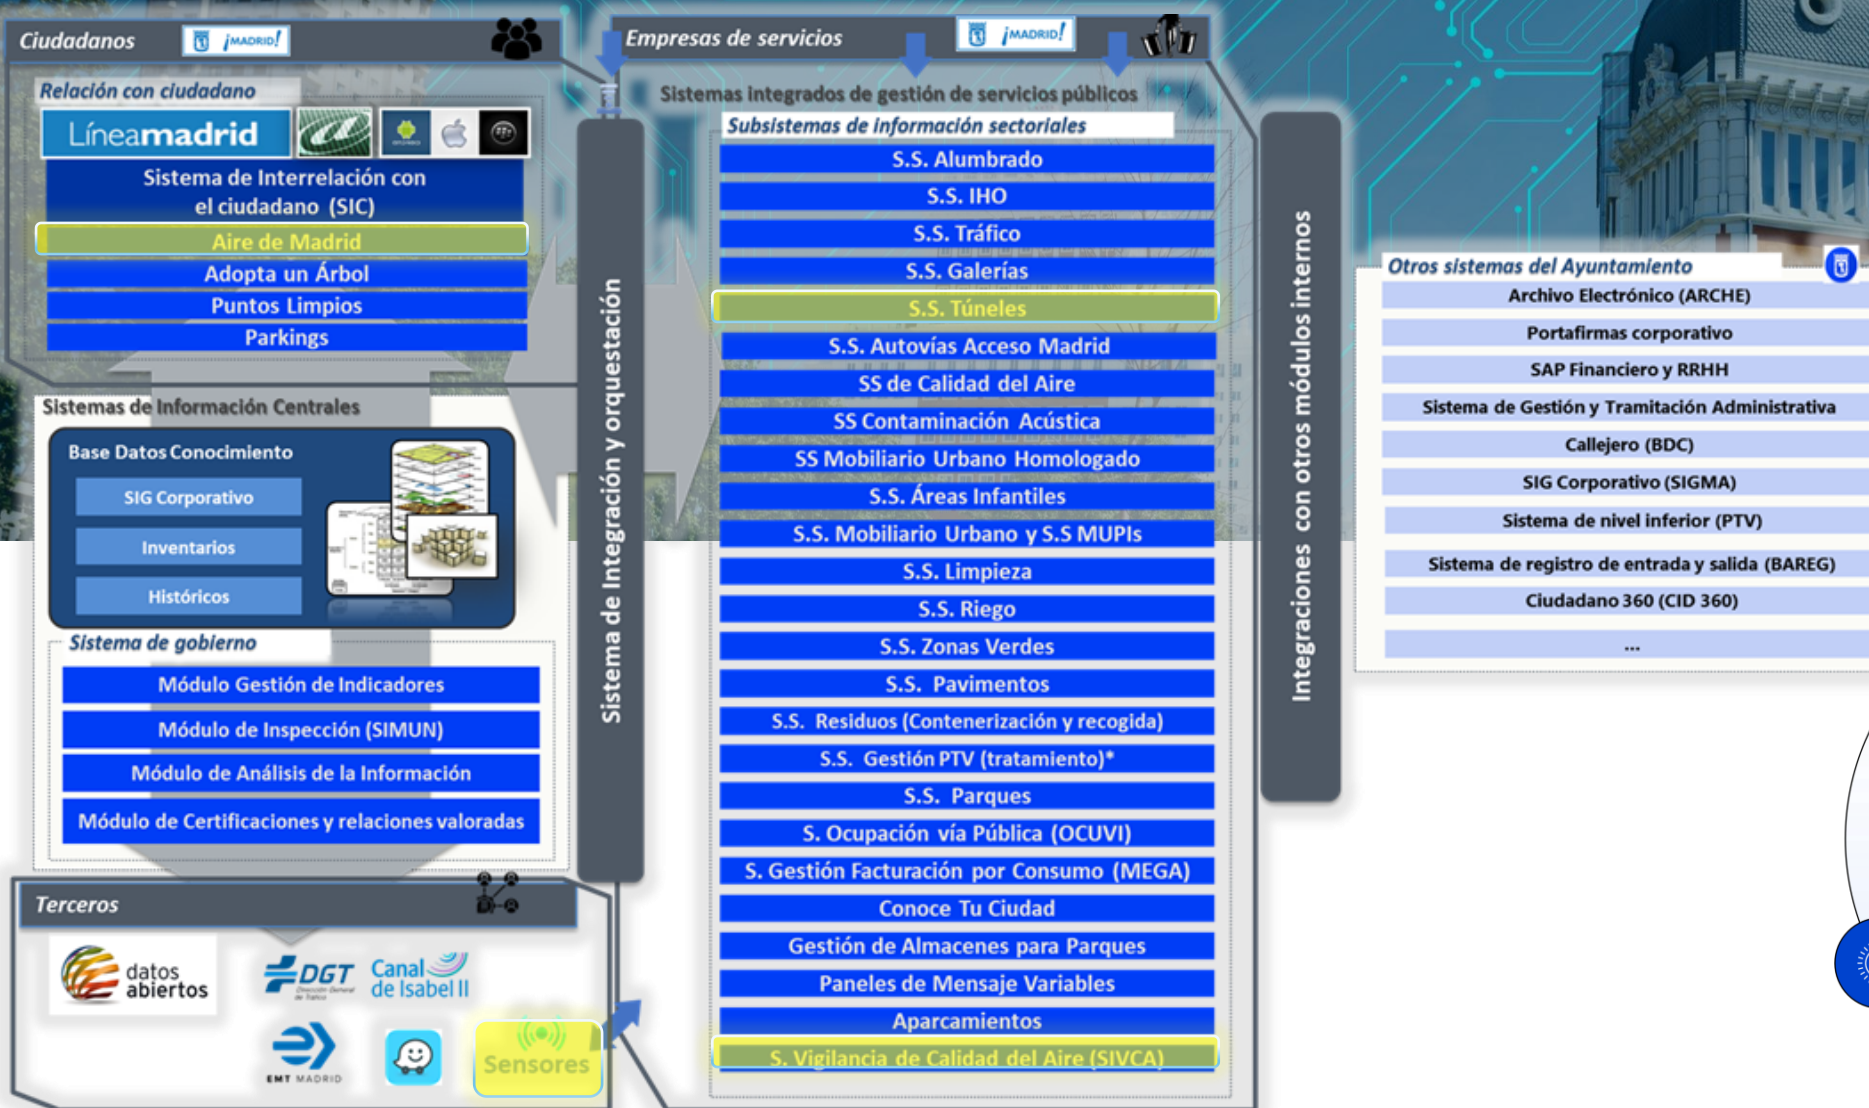 Ciudadanos
¡MADRID!
Relación con ciudadano
Líneamadrid
Sistema de Interrelación con
el ciudadano (SIC)
Aire de Madrid
Adopta un Árbol
Puntos Limpios
Parkings
Sistemas de Información Centrales
Base Datos Conocimiento
SIG Corporativo
Inventarios
Históricos
Sistema de gobierno
Módulo Gestión de Indicadores
Módulo de Inspección (SIMUN)
Módulo de Análisis de la Información
Módulo de Certificaciones y relaciones valoradas
Terceros
datos
abiertos
DGT
Dirección General
de Tráfico
Canal
de Isabel II
EMT MADRID
Sensores
Sistema de Integración y orquestación
Empresas de servicios
¡MADRID!
Sistemas integrados de gestión de servicios públicos
Subsistemas de información sectoriales
S.S. Alumbrado
S.S. IHO
S.S. Tráfico
S.S. Galerías
S.S. Túneles
S.S. Autovías Acceso Madrid
SS de Calidad del Aire
SS Contaminación Acústica
SS Mobiliario Urbano Homologado
S.S. Áreas Infantiles
S.S. Mobiliario Urbano y S.S MUPIs
S.S. Limpieza
S.S. Riego
S.S. Zonas Verdes
S.S. Pavimentos
S.S. Residuos (Contenerización y recogida)
S.S. Gestión PTV (tratamiento)*
S.S. Parques
S. Ocupación vía Pública (OCUVI)
S. Gestión Facturación por Consumo (MEGA)
Conoce Tu Ciudad
Gestión de Almacenes para Parques
Paneles de Mensaje Variables
Aparcamientos
S. Vigilancia de Calidad del Aire (SIVCA)
Integraciones con otros módulos internos
Otros sistemas del Ayuntamiento
Archivo Electrónico (ARCHE)
Portafirmas corporativo
SAP Financiero y RRHH
Sistema de Gestión y Tramitación Administrativa
Callejero (BDC)
SIG Corporativo (SIGMA)
Sistema de nivel inferior (PTV)
Sistema de registro de entrada y salida (BAREG)
Ciudadano 360 (CID 360)
...